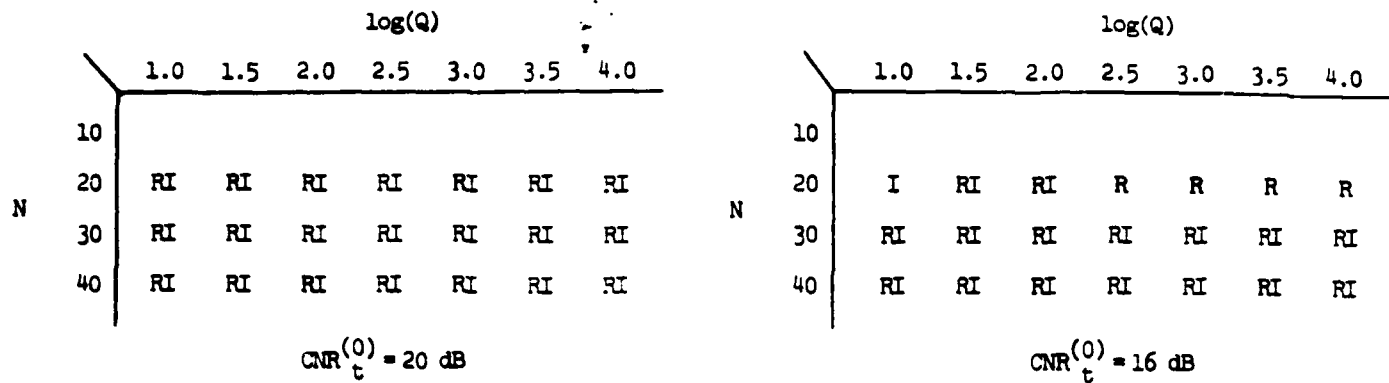 log(Q)
1.0 1.5 2.0 2.5 3.0 3.5 4.0
10
20 RI RI RI RI RI RI RI
N
30 RI RI RI RI RI RI RI
40 RI RI RI RI RI RI RI
CNR(0)t = 20 dB
log(Q)
1.0 1.5 2.0 2.5 3.0 3.5 4.0
10
20 I RI RI R R R R
N
30 RI RI RI RI RI RI RI
40 RI RI RI RI RI RI RI
CNR(0)t = 16 dB